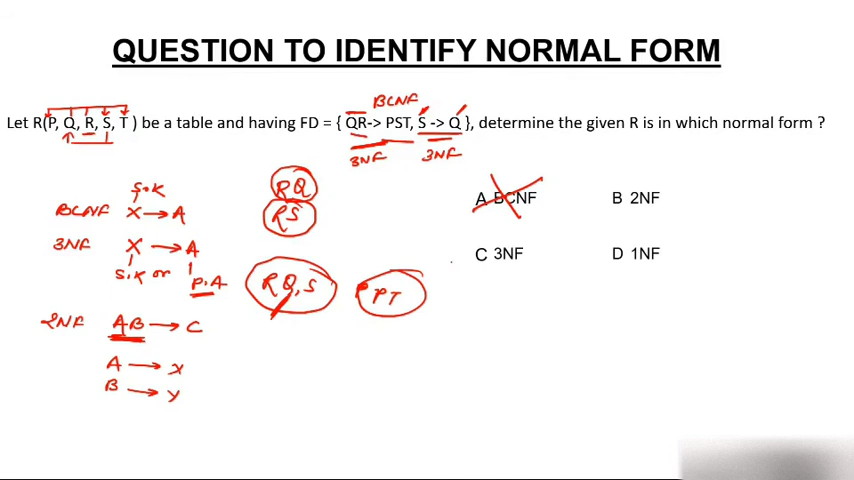 QUESTION TO IDENTIFY NORMAL FORM
BCNF
Let R(P, Q, R, S, T ) be a table and having FD = { QR-> PST, S -> Q }, determine the given R is in which normal form ?
3NF 3NF
S.K
BCNF X → A
3NF X → A
S.K or P.A
2NF AB → C
A → X
B → Y
RQ
RS
RQ,S
PT
A BCNF
B 2NF
C 3NF
D 1NF